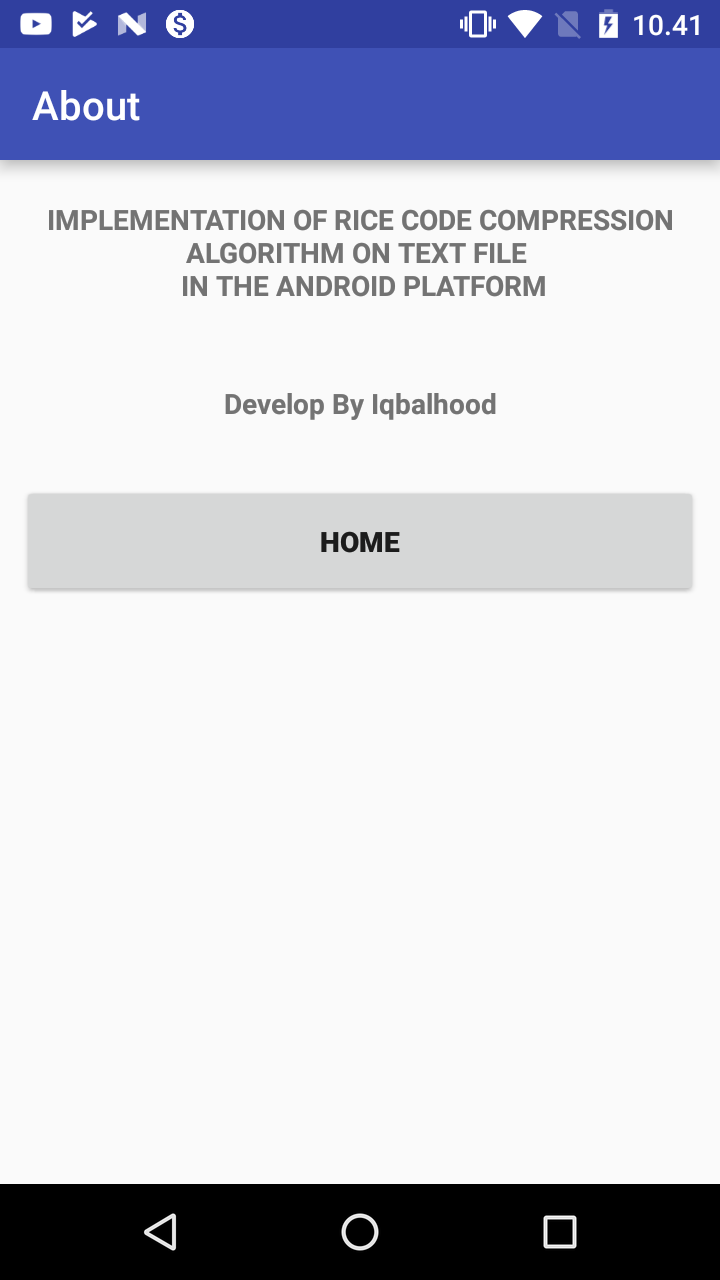 10.41
About
IMPLEMENTATION OF RICE CODE COMPRESSION
ALGORITHM ON TEXT FILE
IN THE ANDROID PLATFORM
Develop By Iqbalhood
HOME